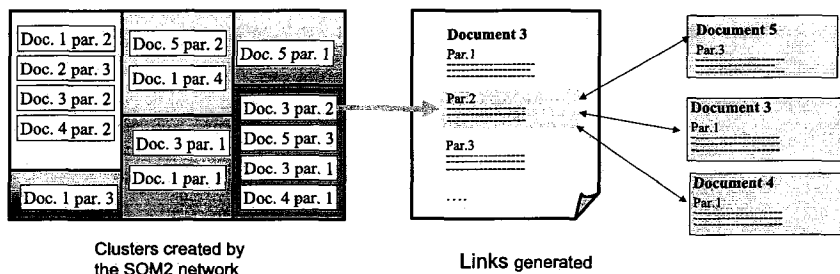 Doc. 1 par. 2
Doc. 2 par. 3
Doc. 3 par. 2
Doc. 4 par. 2
Doc. 1 par. 3
Doc. 5 par. 2
Doc. 1 par. 4
Doc. 3 par. 1
Doc. 1 par. 1
Doc. 5 par. 1
Doc. 3 par. 2
Doc. 5 par. 3
Doc. 3 par. 1
Doc. 4 par. 1
Clusters created by
the SOM2 network
Document 3
Par.1
Par.2
Par.3
....
Links generated
Document 5
Par.3
Document 3
Par.1
Document 4
Par.1